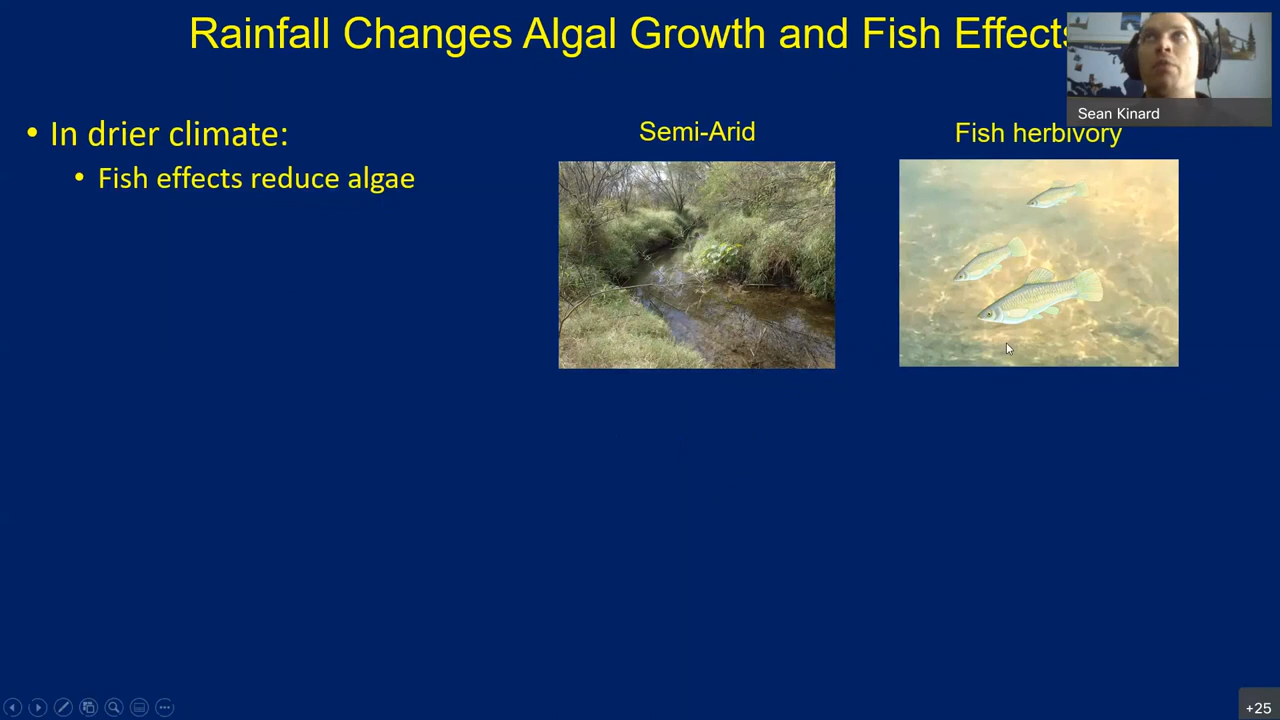 Rainfall Changes Algal Growth and Fish Effects
Sean Kinard
• In drier climate:
• Fish effects reduce algae
Semi-Arid
Fish herbivory
+25